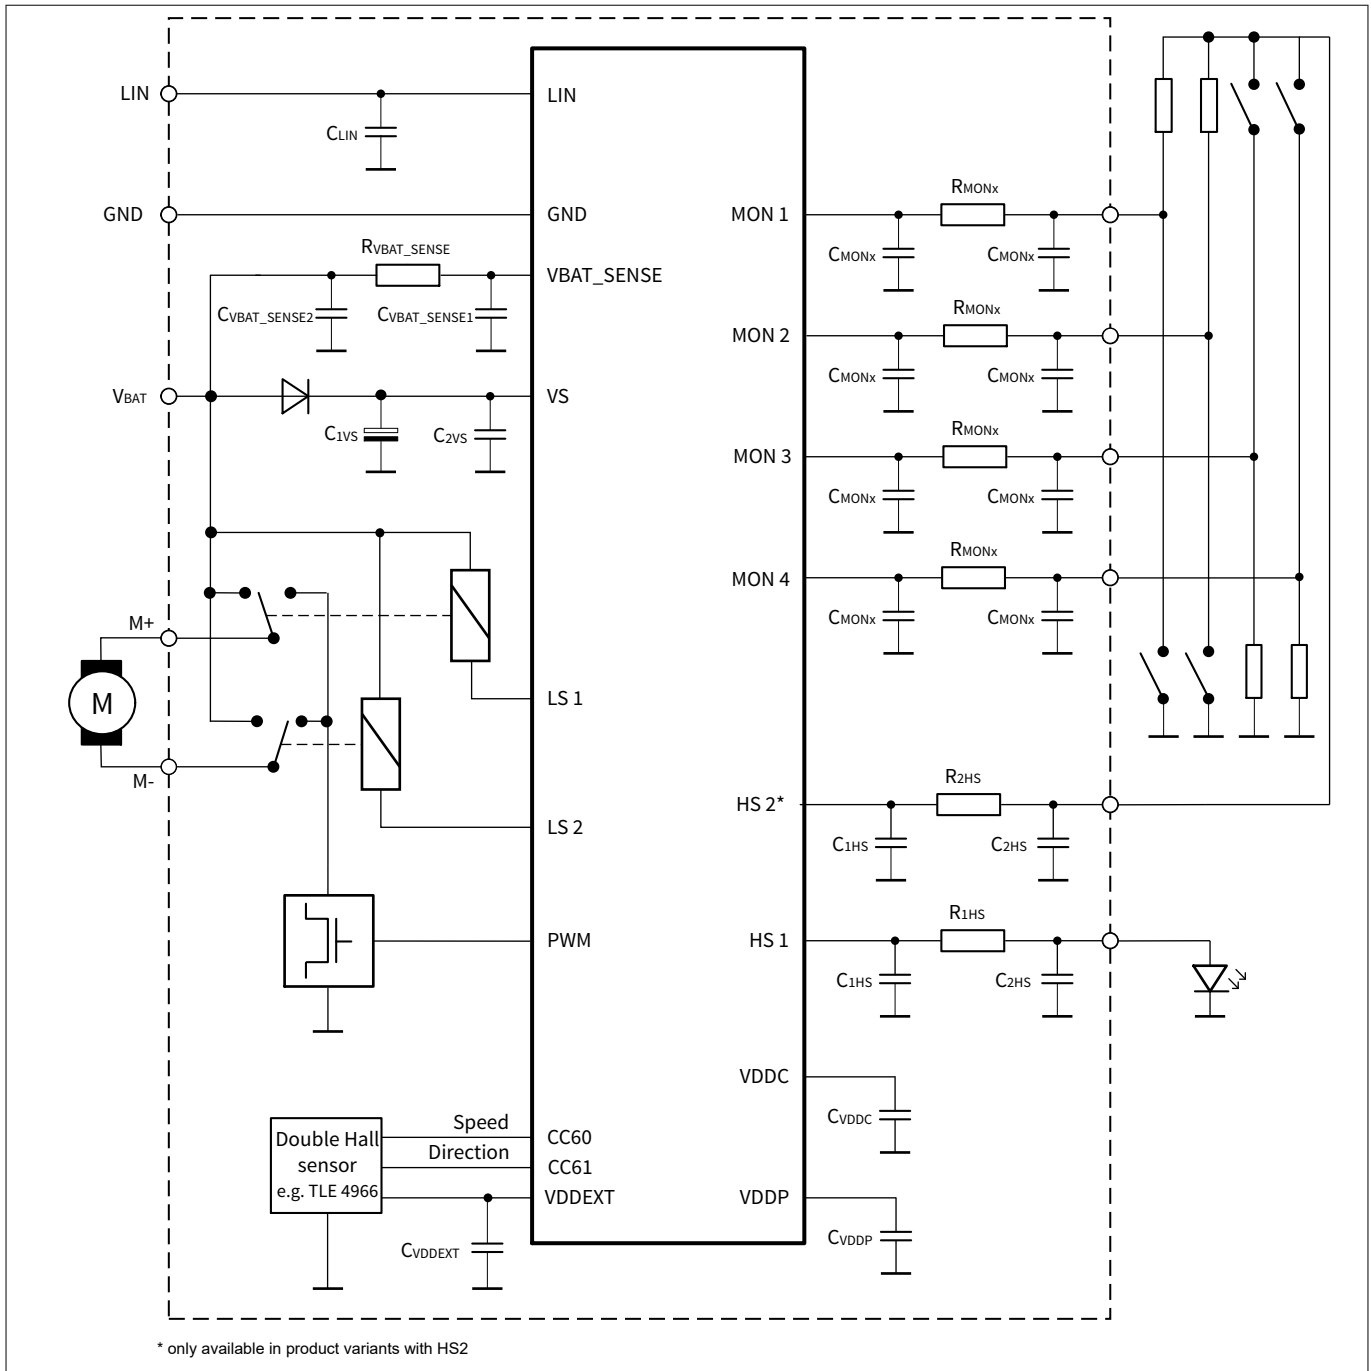 LIN
LIN
CLIN
GND
GND
MON 1
RMONx
CMONx
CMONx
RVBAT_SENSE
VBAT_SENSE
CVBAT_SENSE2
CVBAT_SENSE1
MON 2
RMONx
CMONx
CMONx
VBAT
VS
C1VS
C2VS
MON 3
RMONx
CMONx
CMONx
MON 4
RMONx
CMONx
CMONx
M+
M
M-
LS 1
LS 2
HS 2*
R2HS
C1HS
C2HS
PWM
HS 1
R1HS
C1HS
C2HS
VDDC
CVDDC
Double Hall
sensor
e.g. TLE 4966
Speed
Direction
CC60
CC61
VDDEXT
CVDDEXT
VDDP
CVDDP
* only available in product variants with HS2